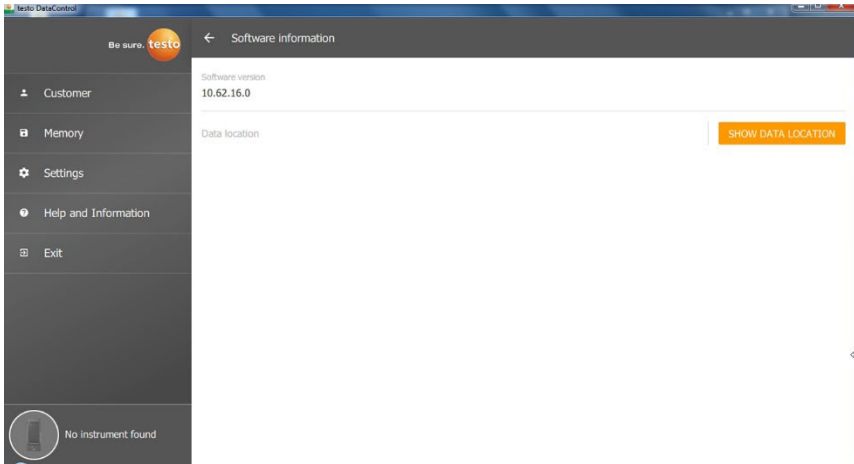 testo DataControl
Be sure. testo
Software information
Software version
10.62.16.0
Customer
Memory
Data location
SHOW DATA LOCATION
Settings
Help and Information
Exit
No instrument found